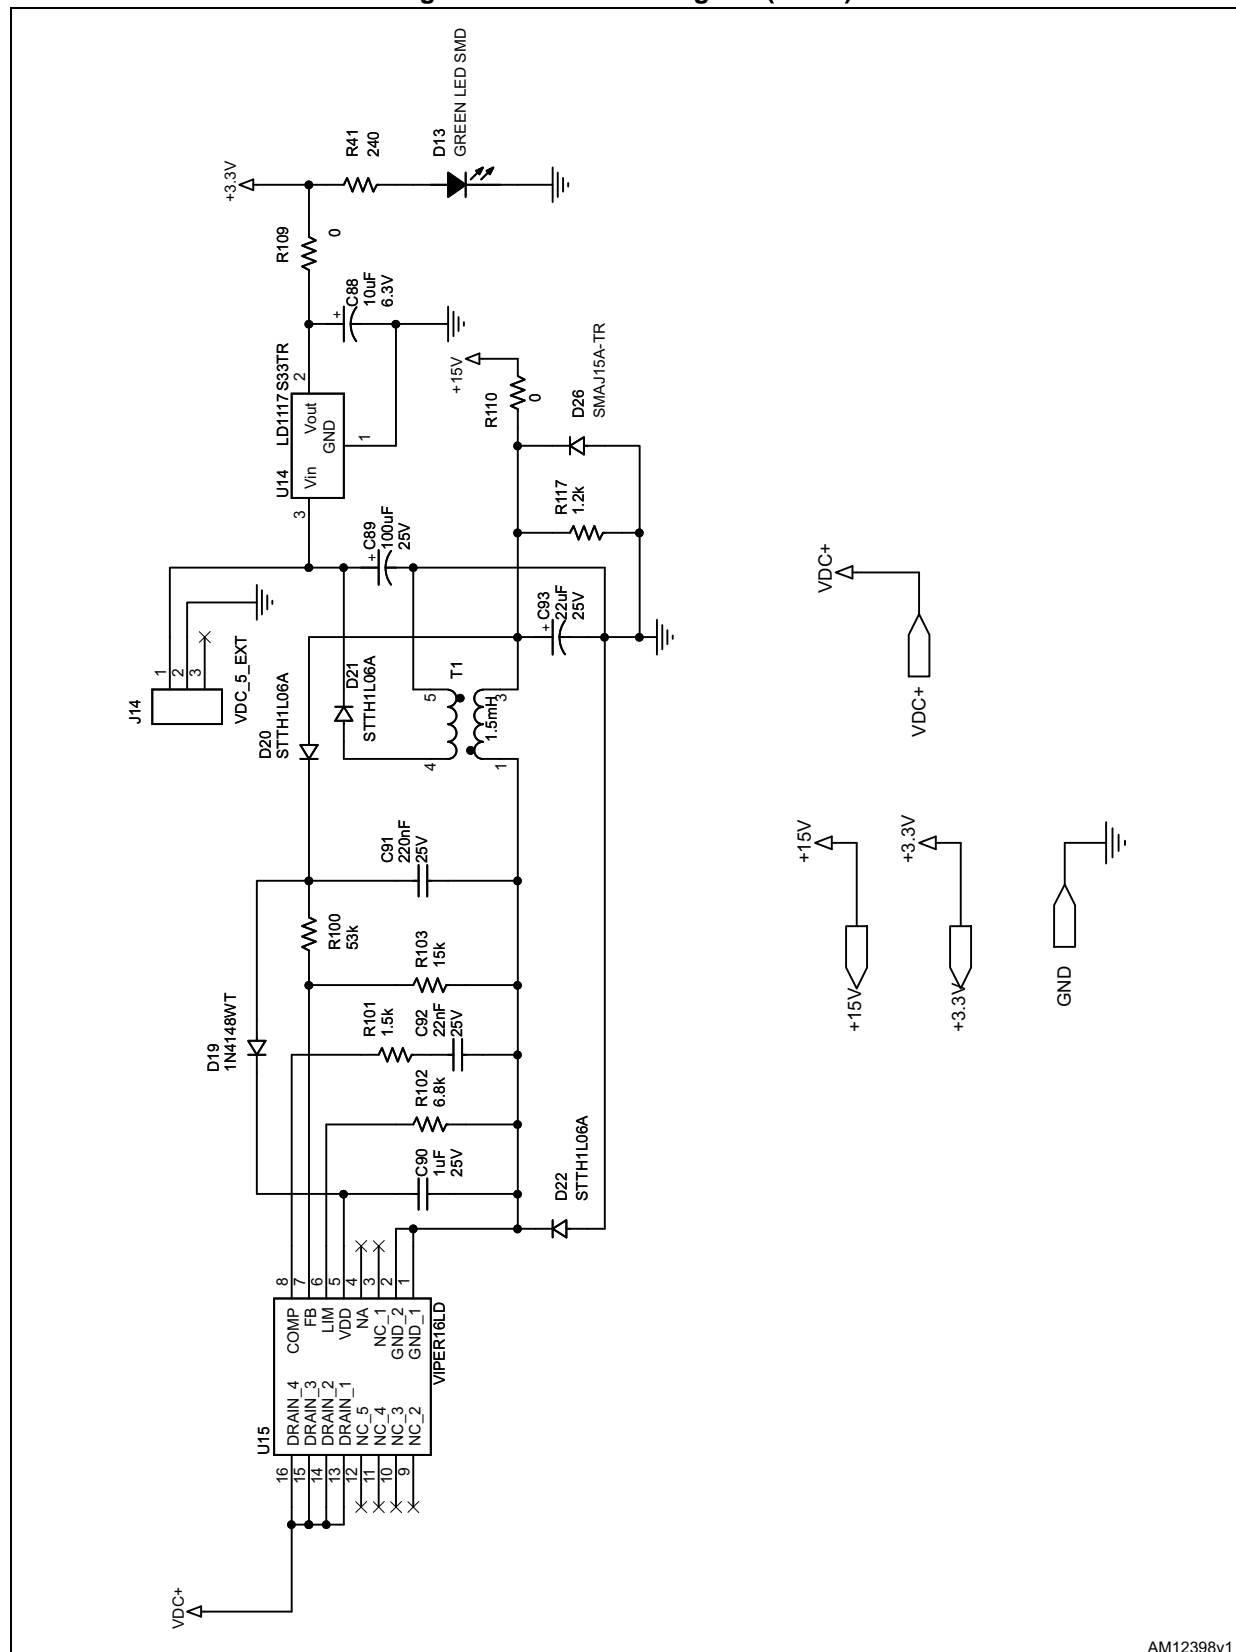 +3.3V
R41
240
D13
GREEN LED SMD
R109
0
C88
10uF
6.3V
+
U14
LD1117S33TR
Vin
Vout
GND
3
2
1
+15V
R110
0
D26
SMAJ15A-TR
R117
1.2k
C89
100uF
25V
+
C93
22uF
25V
+
J14
1
2
3
VDC_5_EXT
D20
STTH1L06A
D21
STTH1L06A
T1
1.5mH
5
4
3
1
C91
220nF
25V
R100
53k
R103
15k
R101
1.5k
C92
22nF
25V
R102
6.8k
C90
1uF
25V
D19
1N4148WT
D22
STTH1L06A
U15
VIPER16LD
COMP
FB
LIM
VDD
NA
NC_1
GND_2
GND_1
8
7
6
5
4
3
2
1
DRAIN_4
DRAIN_3
DRAIN_2
DRAIN_1
NC_5
NC_4
NC_3
NC_2
16
15
14
13
12
11
10
9
VDC+
VDC+
VDC+
+15V
+15V
+3.3V
+3.3V
GND
AM12398v1